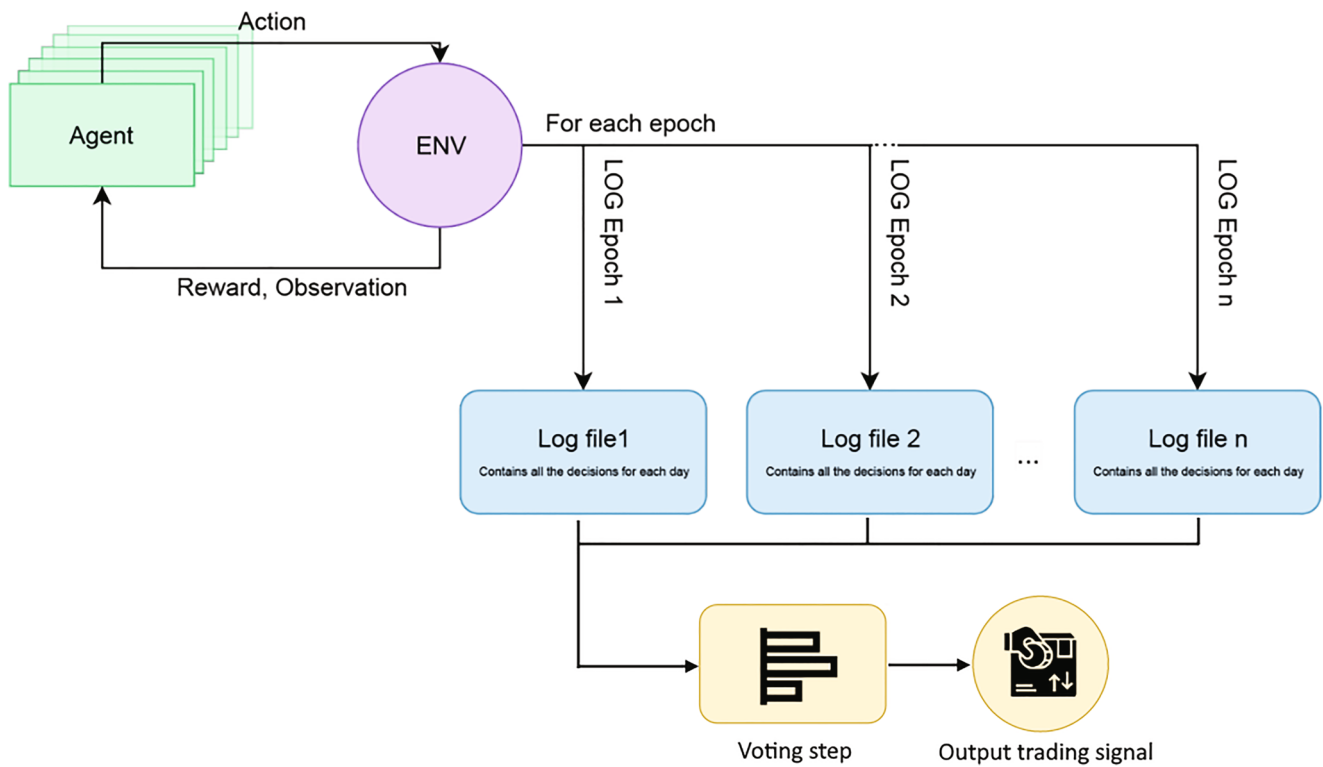 Action
Agent
ENV
For each epoch
Reward, Observation
LOG Epoch 1
LOG Epoch 2
LOG Epoch n
Log file1
Contains all the decisions for each day
Log file 2
Contains all the decisions for each day
...
Log file n
Contains all the decisions for each day
Voting step
Output trading signal